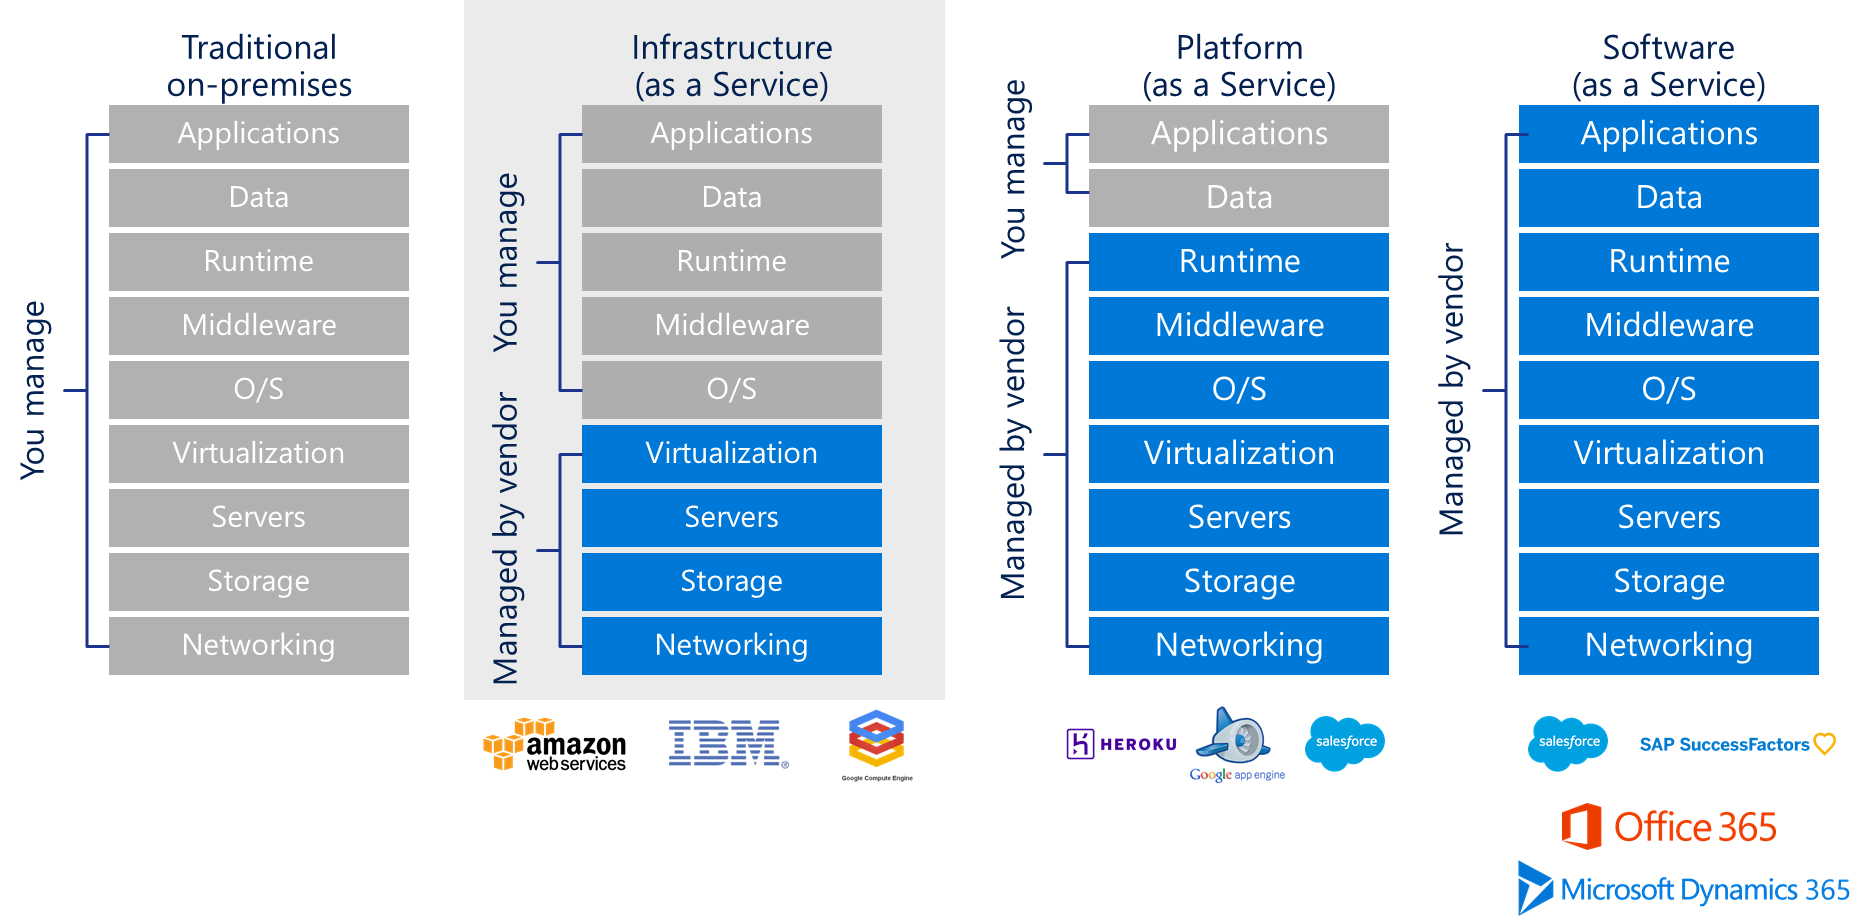 Traditional
on-premises
You manage
Applications
Data
Runtime
Middleware
O/S
Virtualization
Servers
Storage
Networking
Infrastructure
(as a Service)
You manage
Managed by vendor
Applications
Data
Runtime
Middleware
O/S
Virtualization
Servers
Storage
Networking
amazon
webservices
IBM®
Google Compute Engine
Platform
(as a Service)
You manage
Managed by vendor
Applications
Data
Runtime
Middleware
O/S
Virtualization
Servers
Storage
Networking
HEROKU
Google app engine
salesforce
Software
(as a Service)
Managed by vendor
Applications
Data
Runtime
Middleware
O/S
Virtualization
Servers
Storage
Networking
salesforce
SAP SuccessFactors
Office 365
Microsoft Dynamics 365